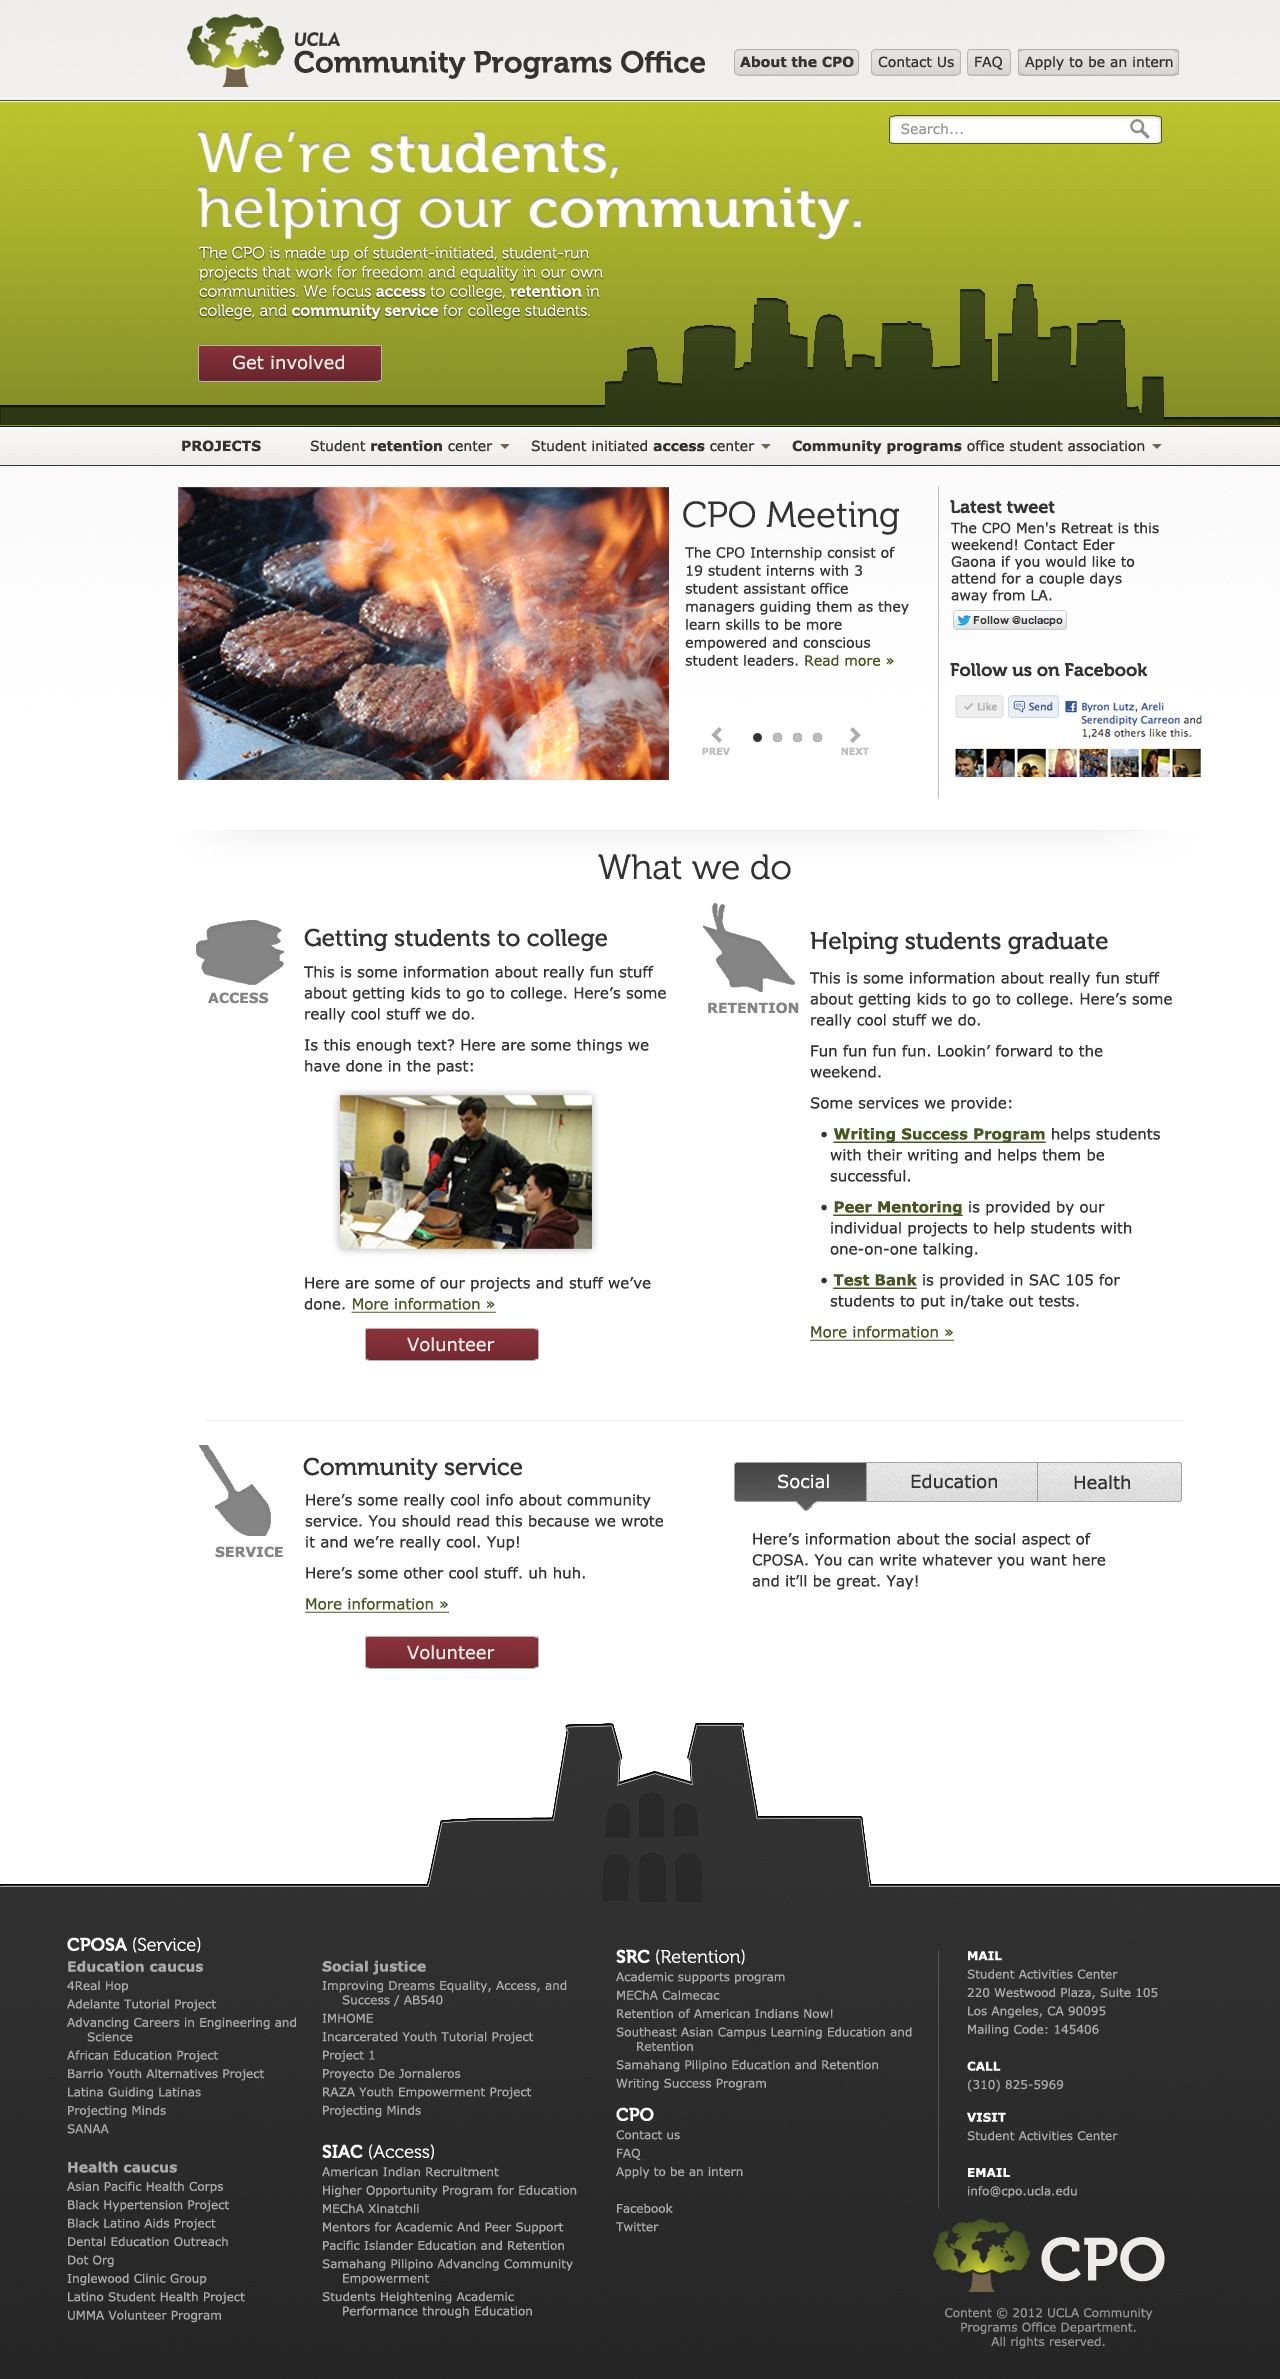 UCLA
Community Programs Office
About the CPO
Contact Us
FAQ
Apply to be an intern
Search...
We’re students,
helping our community.
The CPO is made up of student-initiated, student-run
projects that work for freedom and equality in our own
communities. We focus access to college, retention in
college, and community service for college students.
Get involved
PROJECTS
Student retention center
Student initiated access center
Community programs office student association
CPO Meeting
The CPO Internship consist of
19 student interns with 3
student assistant office
managers guiding them as they
learn skills to be more
empowered and conscious
student leaders. Read more »
PREV
NEXT
Latest tweet
The CPO Men's Retreat is this
weekend! Contact Eder
Gaona if you would like to
attend for a couple days
away from LA.
Follow @uclacpo
Follow us on Facebook
Like
Send
Byron Lutz, Areli
Serendipity Carreon and
1,248 others like this.
What we do
ACCESS
Getting students to college
This is some information about really fun stuff
about getting kids to go to college. Here’s some
really cool stuff we do.
Is this enough text? Here are some things we
have done in the past:
Here are some of our projects and stuff we’ve
done. More information »
Volunteer
RETENTION
Helping students graduate
This is some information about really fun stuff
about getting kids to go to college. Here’s some
really cool stuff we do.
Fun fun fun fun. Lookin’ forward to the
weekend.
Some services we provide:
• Writing Success Program helps students
with their writing and helps them be
successful.
• Peer Mentoring is provided by our
individual projects to help students with
one-on-one talking.
• Test Bank is provided in SAC 105 for
students to put in/take out tests.
More information »
SERVICE
Community service
Here’s some really cool info about community
service. You should read this because we wrote
it and we’re really cool. Yup!
Here’s some other cool stuff. uh huh.
More information »
Volunteer
Social
Education
Health
Here’s information about the social aspect of
CPOSA. You can write whatever you want here
and it’ll be great. Yay!
CPOSA (Service)
Education caucus
4Real Hop
Adelante Tutorial Project
Advancing Careers in Engineering and
Science
African Education Project
Barrio Youth Alternatives Project
Latina Guiding Latinas
Projecting Minds
SANAA
Health caucus
Asian Pacific Health Corps
Black Hypertension Project
Black Latino Aids Project
Dental Education Outreach
Dot Org
Inglewood Clinic Group
Latino Student Health Project
UMMA Volunteer Program
Social justice
Improving Dreams Equality, Access, and
Success / AB540
IMHOME
Incarcerated Youth Tutorial Project
Project 1
Proyecto De Jornaleros
RAZA Youth Empowerment Project
Projecting Minds
SIAC (Access)
American Indian Recruitment
Higher Opportunity Program for Education
MEChA Xinatchli
Mentors for Academic And Peer Support
Pacific Islander Education and Retention
Samahang Pilipino Advancing Community
Empowerment
Students Heightening Academic
Performance through Education
SRC (Retention)
Academic supports program
MEChA Calmecac
Retention of American Indians Now!
Southeast Asian Campus Learning Education and
Retention
Samahang Pilipino Education and Retention
Writing Success Program
CPO
Contact us
FAQ
Apply to be an intern
Facebook
Twitter
MAIL
Student Activities Center
220 Westwood Plaza, Suite 105
Los Angeles, CA 90095
Mailing Code: 145406
CALL
(310) 825-5969
VISIT
Student Activities Center
EMAIL
info@cpo.ucla.edu
CPO
Content © 2012 UCLA Community
Programs Office Department.
All rights reserved.